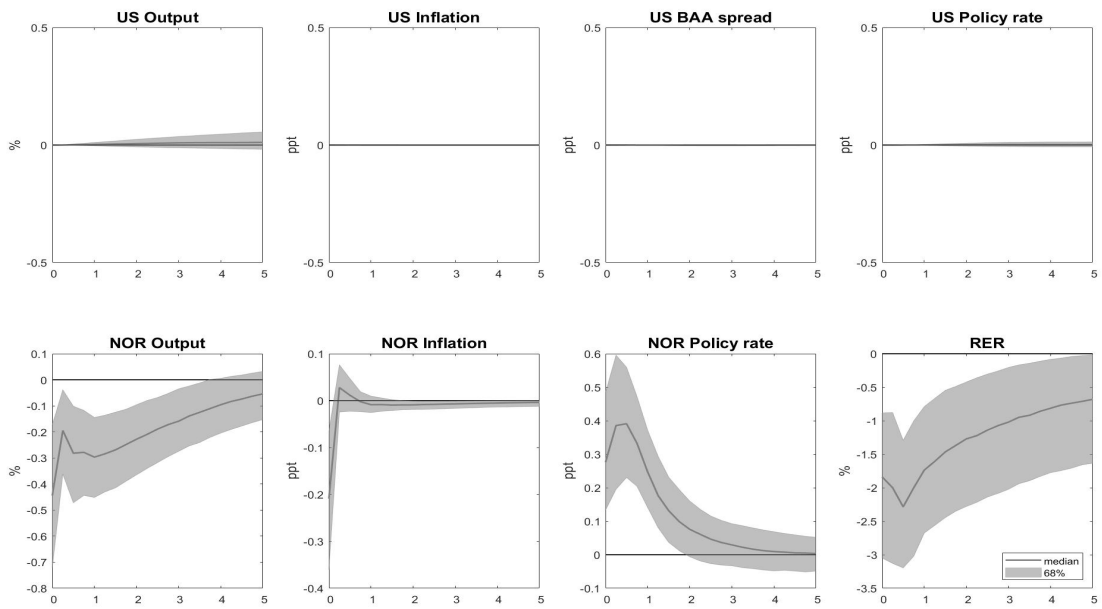 US Output
US Inflation
US BAA spread
US Policy rate
0.5
0
-0.5
%
0 1 2 3 4 5
0.5
0
-0.5
ppt
0 1 2 3 4 5
0.5
0
-0.5
ppt
0 1 2 3 4 5
0.5
0
-0.5
ppt
0 1 2 3 4 5
NOR Output
NOR Inflation
NOR Policy rate
RER
0.1
0
-0.1
-0.2
-0.3
-0.4
-0.5
-0.6
-0.7
-0.8
%
0 1 2 3 4 5
0.1
0
-0.1
-0.2
-0.3
-0.4
ppt
0 1 2 3 4 5
0.6
0.5
0.4
0.3
0.2
0.1
0
-0.1
ppt
0 1 2 3 4 5
0
-0.5
-1
-1.5
-2
-2.5
-3
-3.5
%
median
68%
0 1 2 3 4 5